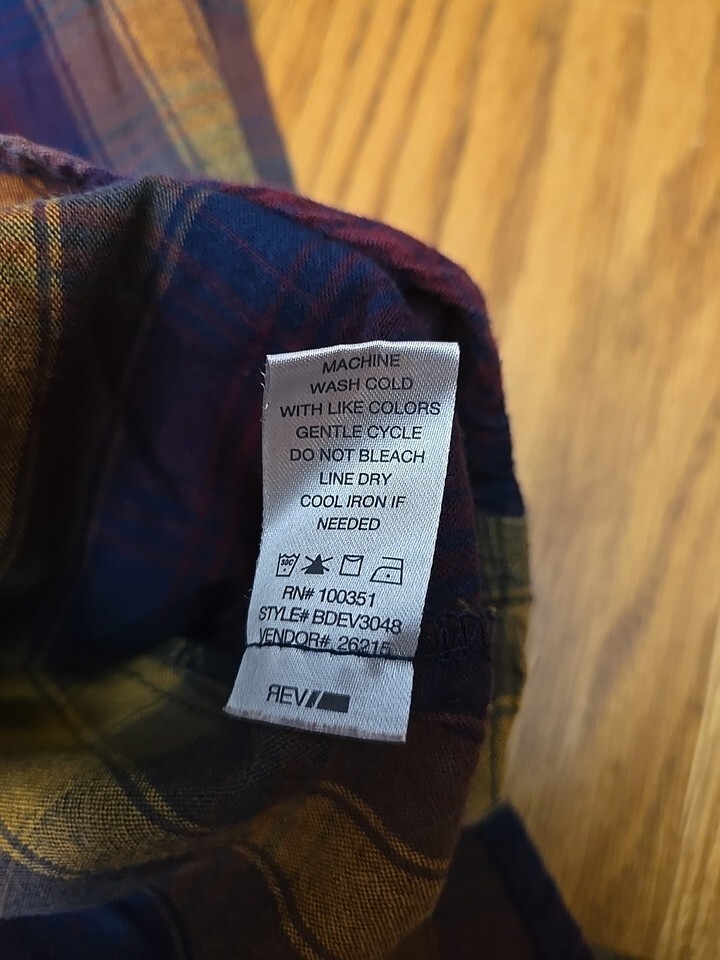 MACHINE
WASH COLD
WITH LIKE COLORS
GENTLE CYCLE
DO NOT BLEACH
LINE DRY
COOL IRON IF
NEEDED
30C
RN# 100351
STYLE# BDEV3048
VENDOR# 26215
REV